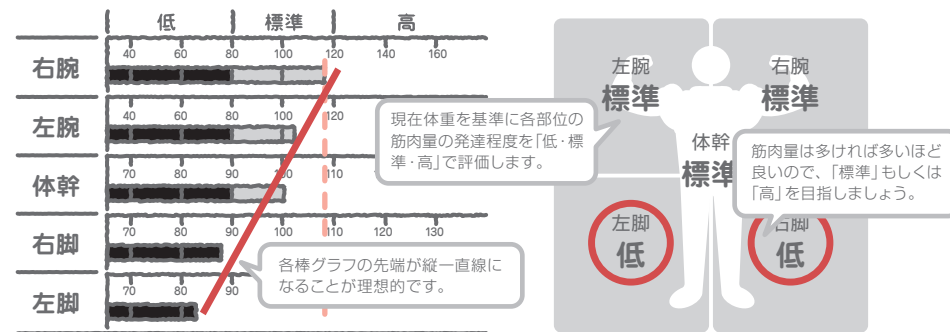 低 標準 高
右腕 40 60 80 100 120 140 160
左腕 40 60 80 100 120
体幹 70 80 90 100 110
右脚 70 80 90 100 110 120 130
左脚 70 80 90
現在体重を基準に各部位の
筋肉量の発達程度を「低・標
準・高」で評価します。
各棒グラフの先端が縦一直線に
なることが理想的です。
左腕 右腕
標準 標準
体幹
標準
筋肉量は多ければ多いほど
良いので、「標準」もしくは
「高」を目指しましょう。
左脚 右脚
低 低